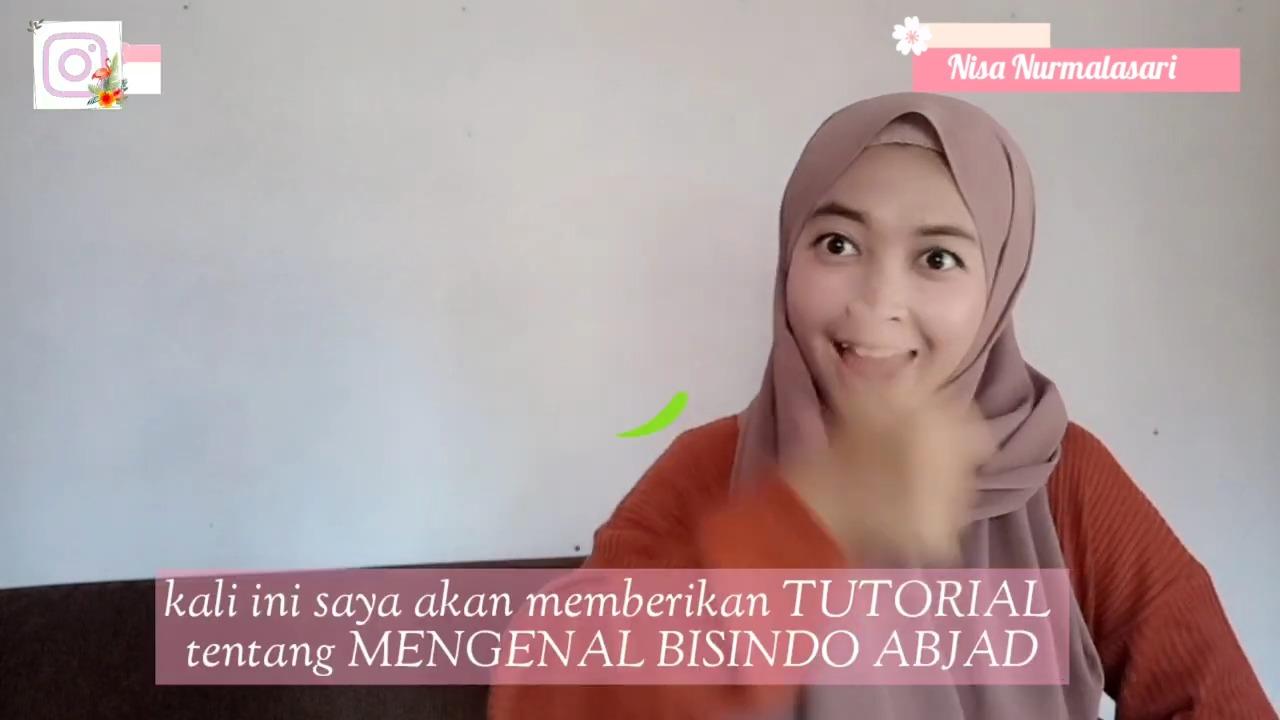 Nisa Nurmalasari
kali ini saya akan memberikan TUTORIAL
tentang MENGENAL BISINDO ABJAD